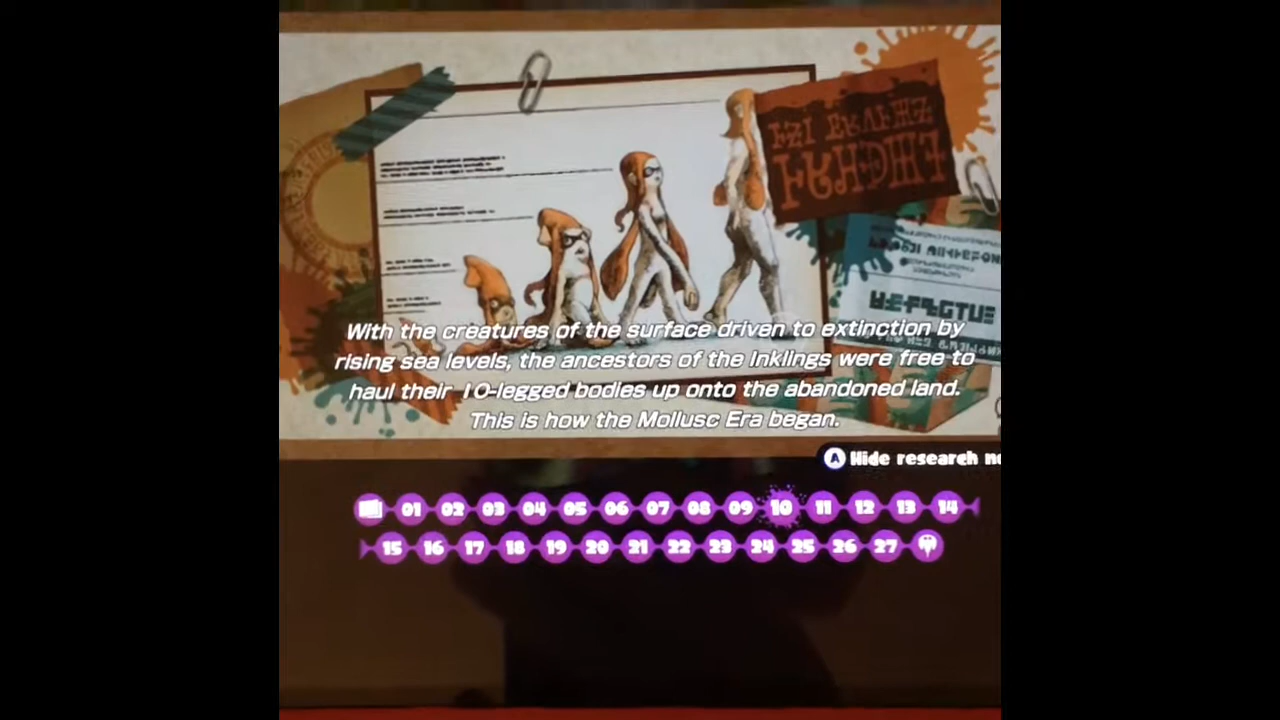 With the creatures of the surface driven to extinction by
rising sea levels, the ancestors of the Inklings were free to
haul their 10-legged bodies up onto the abandoned land.
This is how the Mollusc Era began.
A Hide research no
01 02 03 04 05 06 07 08 09 10 11 12 13 14
15 16 17 18 19 20 21 22 23 24 25 26 27